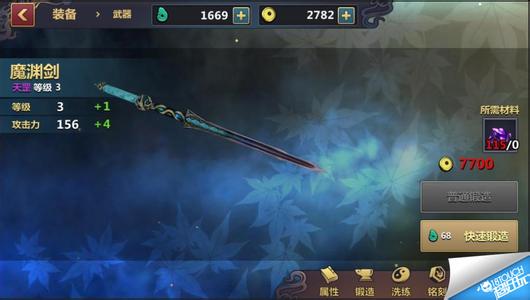 装备 › 武器
1669
2782
魔渊剑
天罡 等级 3
等级 3 +1
攻击力 156 +4
所需材料
115/0
7700
普通锻造
68 快速锻造
属性
锻造
洗练
铭刻
18TOUCH